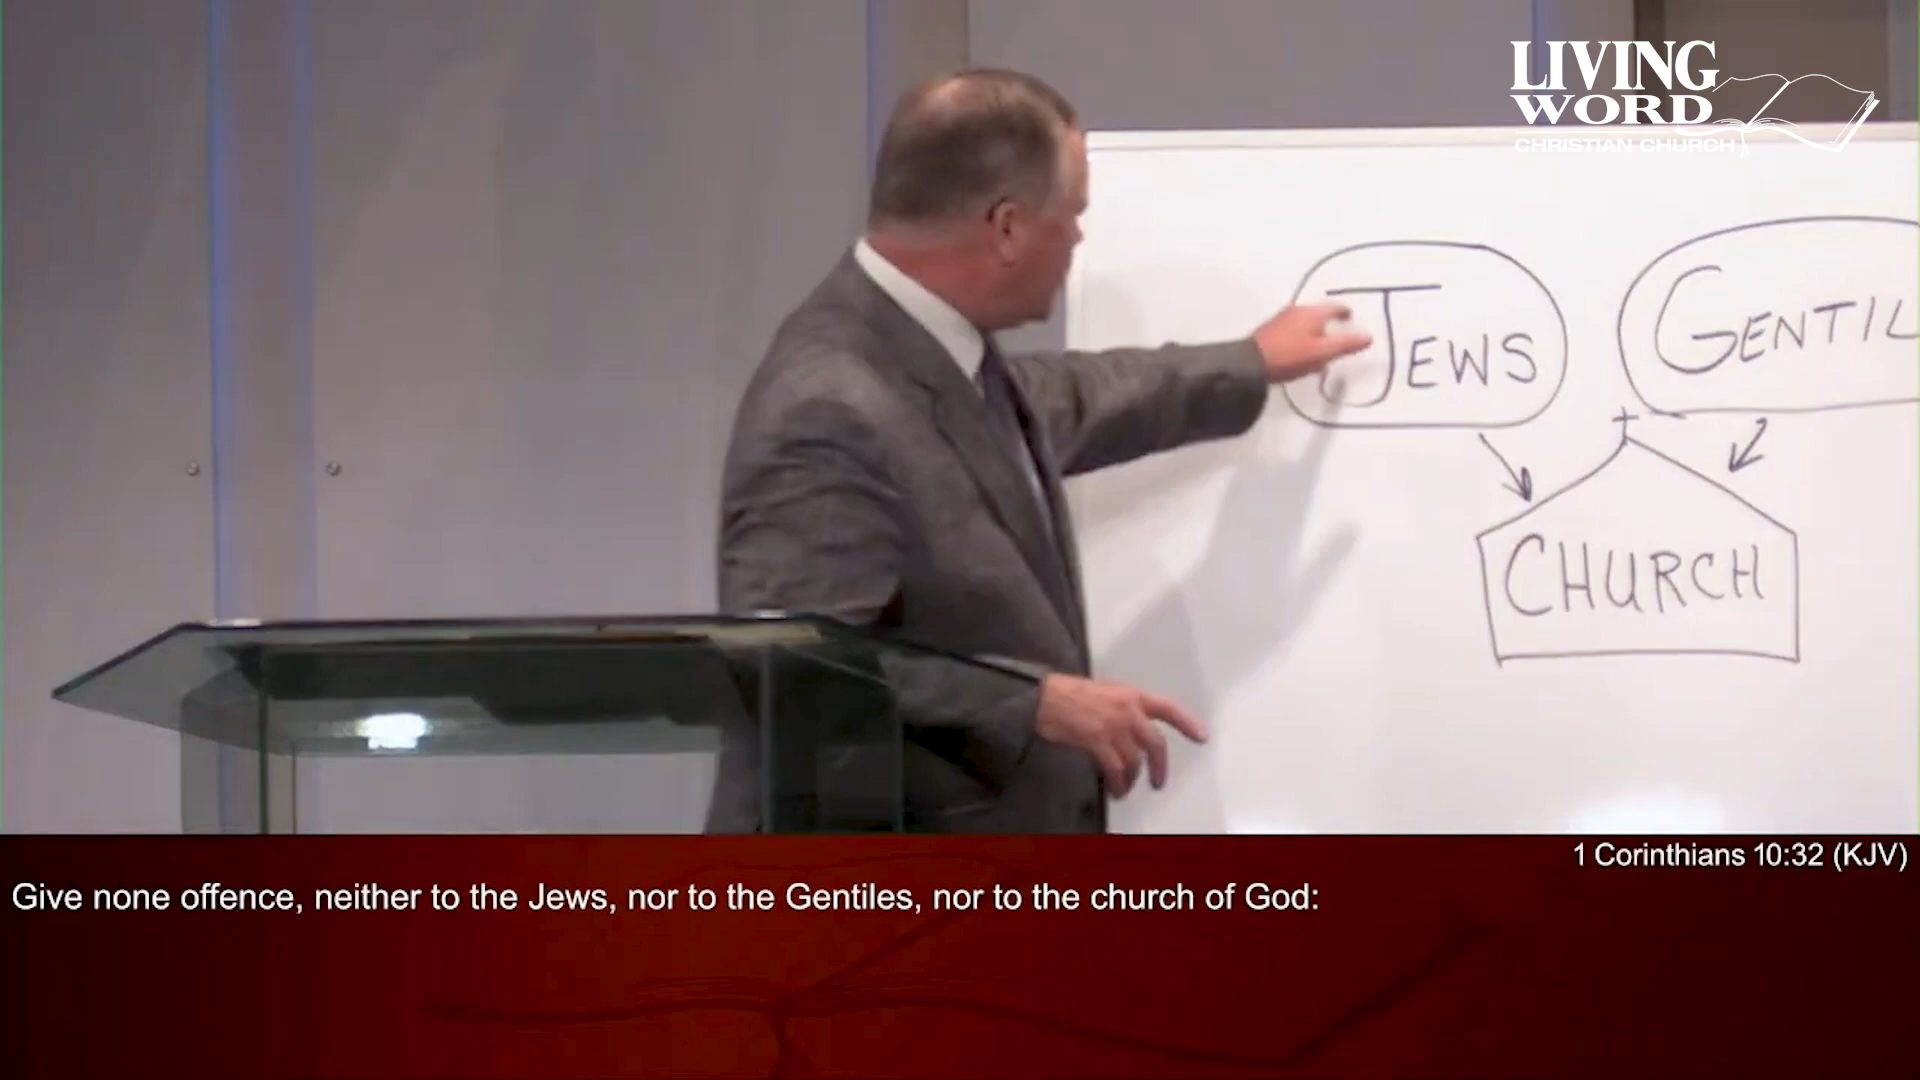 LIVING
WORD
CHRISTIAN CHURCH
JEWS
GENTIL
CHURCH
1 Corinthians 10:32 (KJV)
Give none offence, neither to the Jews, nor to the Gentiles, nor to the church of God: